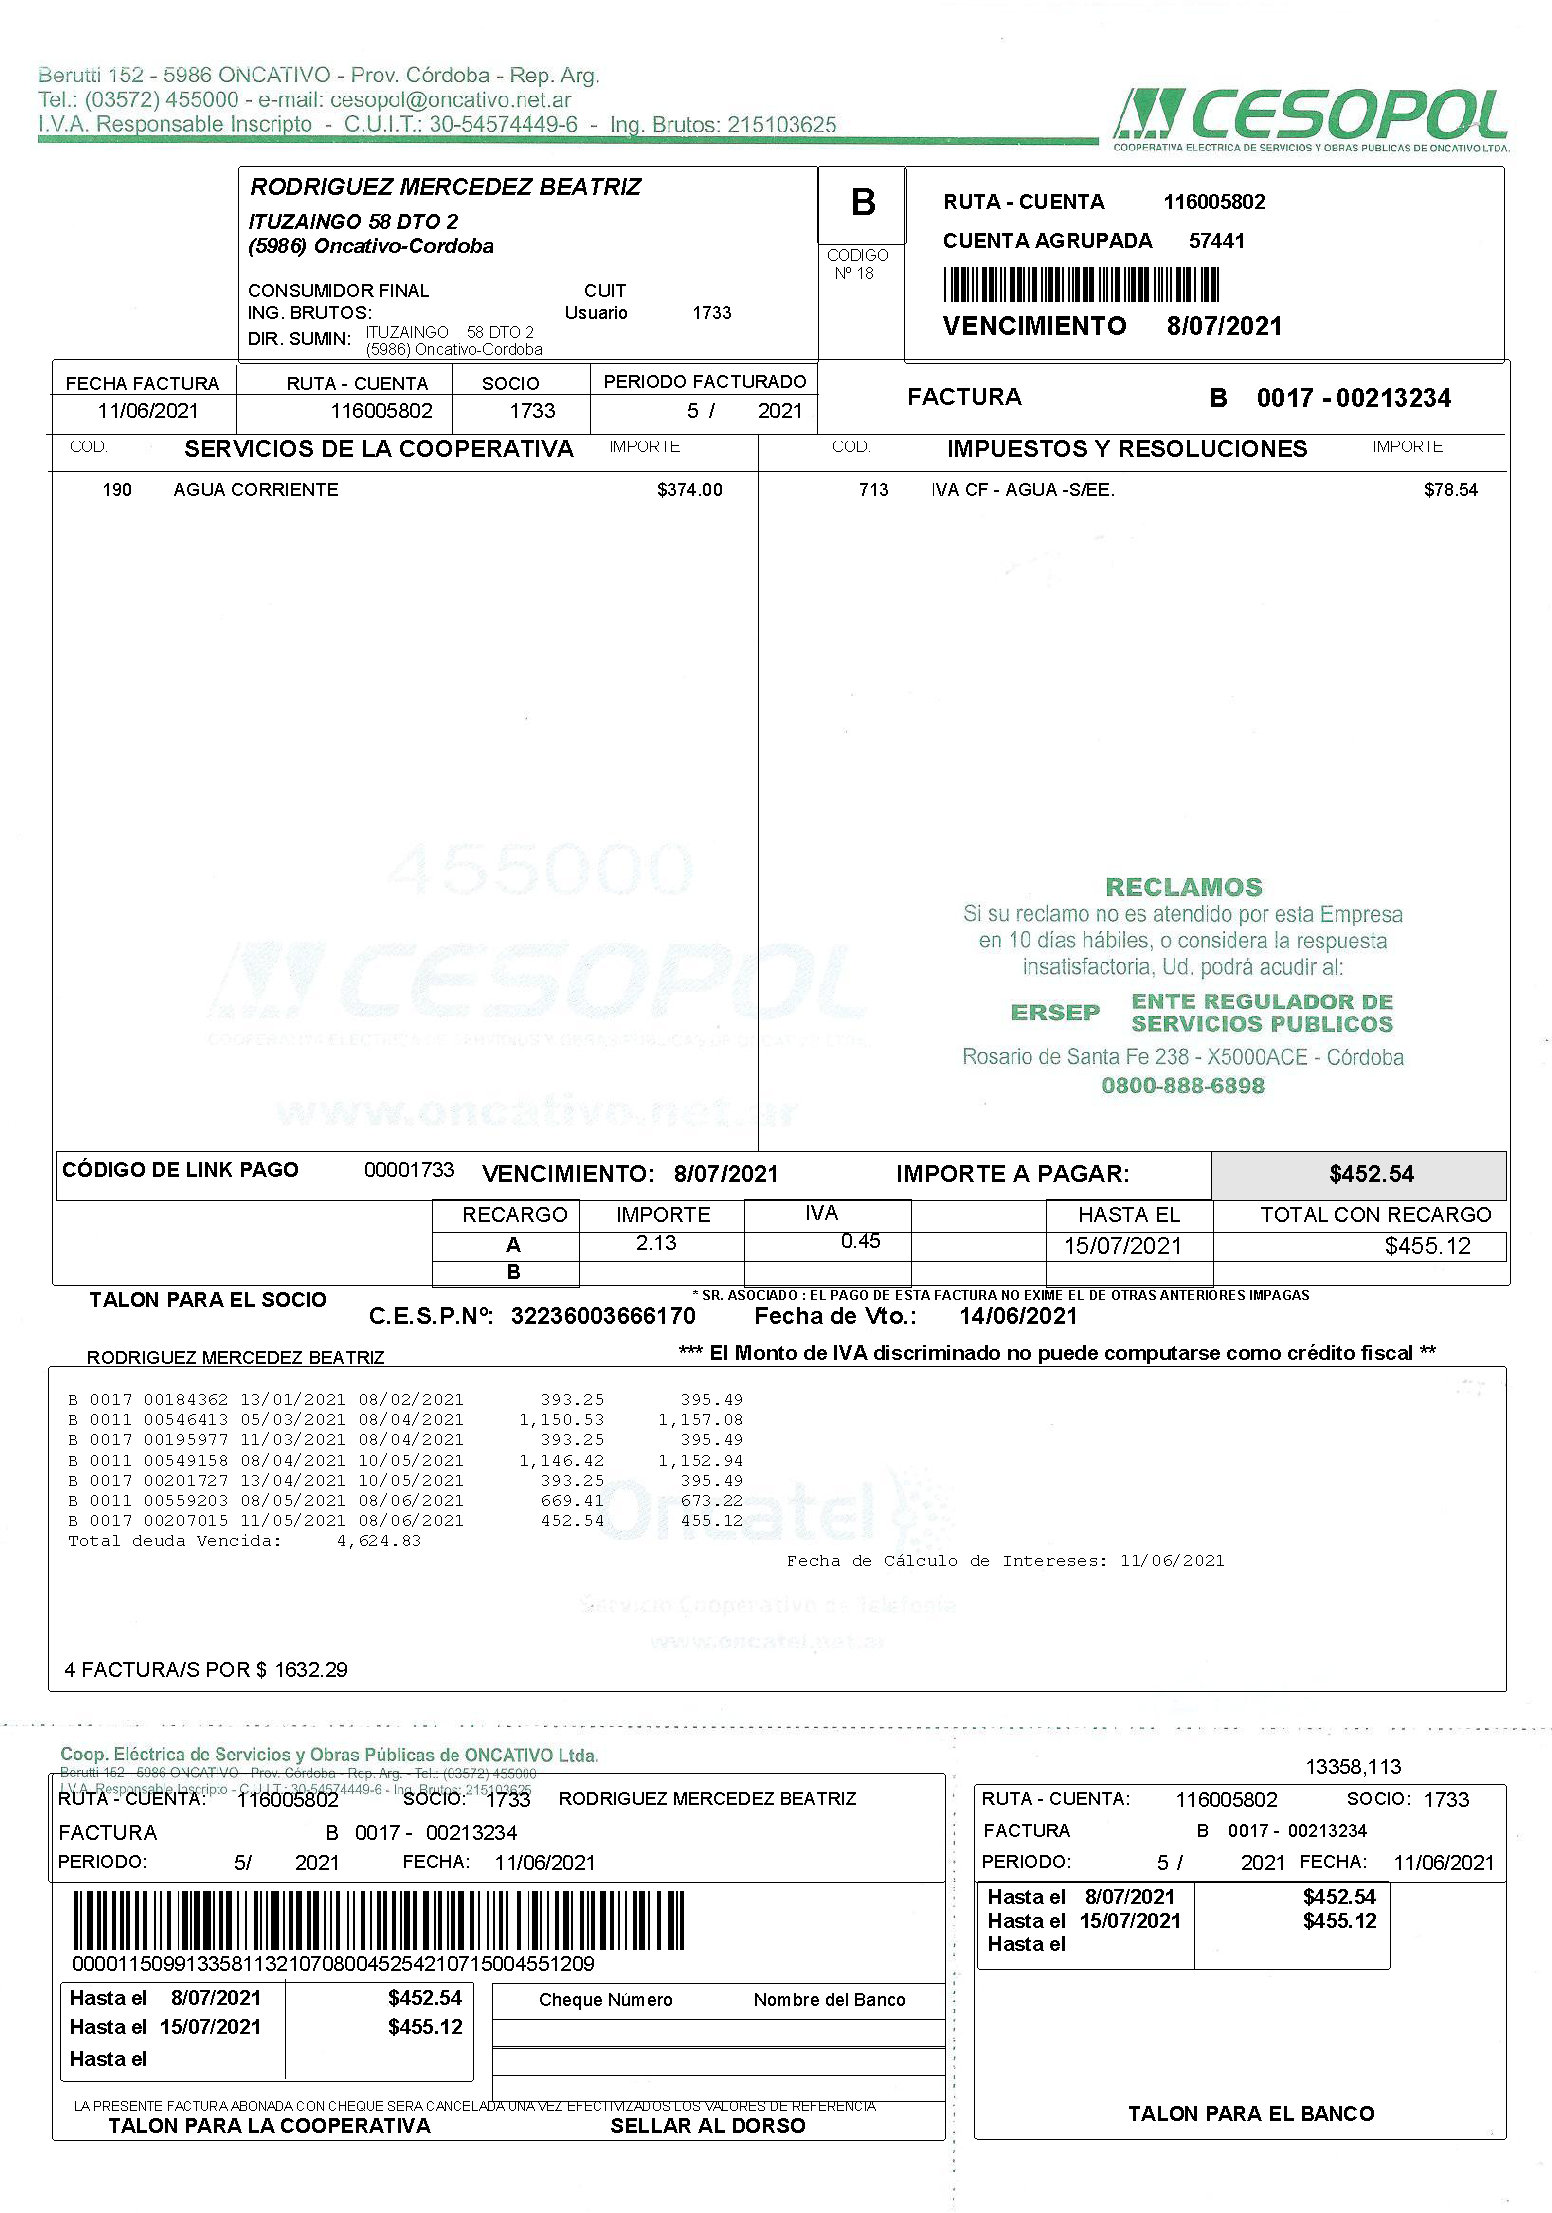 Berutti 152 - 5986 ONCATIVO - Prov. Córdoba - Rep. Arg.
Tel.: (03572) 455000 - e-mail: cesopol@oncativo.net.ar
I.V.A. Responsable Inscripto - C.U.I.T.: 30-54574449-6 - Ing. Brutos: 215103625
CESOPOL
COOPERATIVA ELECTRICA DE SERVICIOS Y OBRAS PUBLICAS DE ONCATIVO LTDA.
RODRIGUEZ MERCEDEZ BEATRIZ
ITUZAINGO 58 DTO 2
(5986) Oncativo-Cordoba
CONSUMIDOR FINAL CUIT
ING. BRUTOS: Usuario 1733
DIR. SUMIN: ITUZAINGO 58 DTO 2
(5986) Oncativo-Cordoba
B
CODIGO
Nº 18
RUTA - CUENTA 116005802
CUENTA AGRUPADA 57441
VENCIMIENTO 8/07/2021
FECHA FACTURA RUTA - CUENTA SOCIO PERIODO FACTURADO
11/06/2021 116005802 1733 5 / 2021
FACTURA B 0017 - 00213234
COD. SERVICIOS DE LA COOPERATIVA IMPORTE COD. IMPUESTOS Y RESOLUCIONES IMPORTE
190 AGUA CORRIENTE $374.00 713 IVA CF - AGUA -S/EE. $78.54
455000
CESOPOL
COOPERATIVA ELECTRICA DE SERVICIOS Y OBRAS PUBLICAS DE ONCATIVO LTDA.
www.oncativo.net.ar
RECLAMOS
Si su reclamo no es atendido por esta Empresa
en 10 días hábiles, o considera la respuesta
insatisfactoria, Ud. podrá acudir al:
ERSEP ENTE REGULADOR DE
SERVICIOS PUBLICOS
Rosario de Santa Fe 238 - X5000ACE - Córdoba
0800-888-6898
CÓDIGO DE LINK PAGO 00001733 VENCIMIENTO: 8/07/2021 IMPORTE A PAGAR: $452.54
RECARGO IMPORTE IVA HASTA EL TOTAL CON RECARGO
A 2.13 0.45 15/07/2021 $455.12
B
TALON PARA EL SOCIO * SR. ASOCIADO : EL PAGO DE ESTA FACTURA NO EXIME EL DE OTRAS ANTERIORES IMPAGAS
C.E.S.P.Nº: 32236003666170 Fecha de Vto.: 14/06/2021
RODRIGUEZ MERCEDEZ BEATRIZ *** El Monto de IVA discriminado no puede computarse como crédito fiscal **
B 0017 00184362 13/01/2021 08/02/2021 393.25 395.49
B 0011 00546413 05/03/2021 08/04/2021 1,150.53 1,157.08
B 0017 00195977 11/03/2021 08/04/2021 393.25 395.49
B 0011 00549158 08/04/2021 10/05/2021 1,146.42 1,152.94
B 0017 00201727 13/04/2021 10/05/2021 393.25 395.49
B 0011 00559203 08/05/2021 08/06/2021 669.41 673.22
B 0017 00207015 11/05/2021 08/06/2021 452.54 455.12
Total deuda Vencida: 4,624.83
Oncatel
Fecha de Cálculo de Intereses: 11/06/2021
Servicio Cooperativo de Telefonía
www.oncatel.net.ar
4 FACTURA/S POR $ 1632.29
Coop. Eléctrica de Servicios y Obras Públicas de ONCATIVO Ltda.
Berutti 152 - 5986 ONCATIVO - Prov. Córdoba - Rep. Arg. - Tel.: (03572) 455000
I.V.A. Responsable Inscripto - C.U.I.T.: 30-54574449-6 - Ing. Brutos: 215103625
RUTA - CUENTA: 116005802 SOCIO: 1733 RODRIGUEZ MERCEDEZ BEATRIZ
FACTURA B 0017 - 00213234
PERIODO: 5/ 2021 FECHA: 11/06/2021
0000115099133581132107080045254210715004551209
Hasta el 8/07/2021 $452.54
Hasta el 15/07/2021 $455.12
Hasta el
Cheque Número Nombre del Banco
LA PRESENTE FACTURA ABONADA CON CHEQUE SERA CANCELADA UNA VEZ EFECTIVIZADOS LOS VALORES DE REFERENCIA
TALON PARA LA COOPERATIVA SELLAR AL DORSO
13358,113
RUTA - CUENTA: 116005802 SOCIO: 1733
FACTURA B 0017 - 00213234
PERIODO: 5 / 2021 FECHA: 11/06/2021
Hasta el 8/07/2021 $452.54
Hasta el 15/07/2021 $455.12
Hasta el
TALON PARA EL BANCO